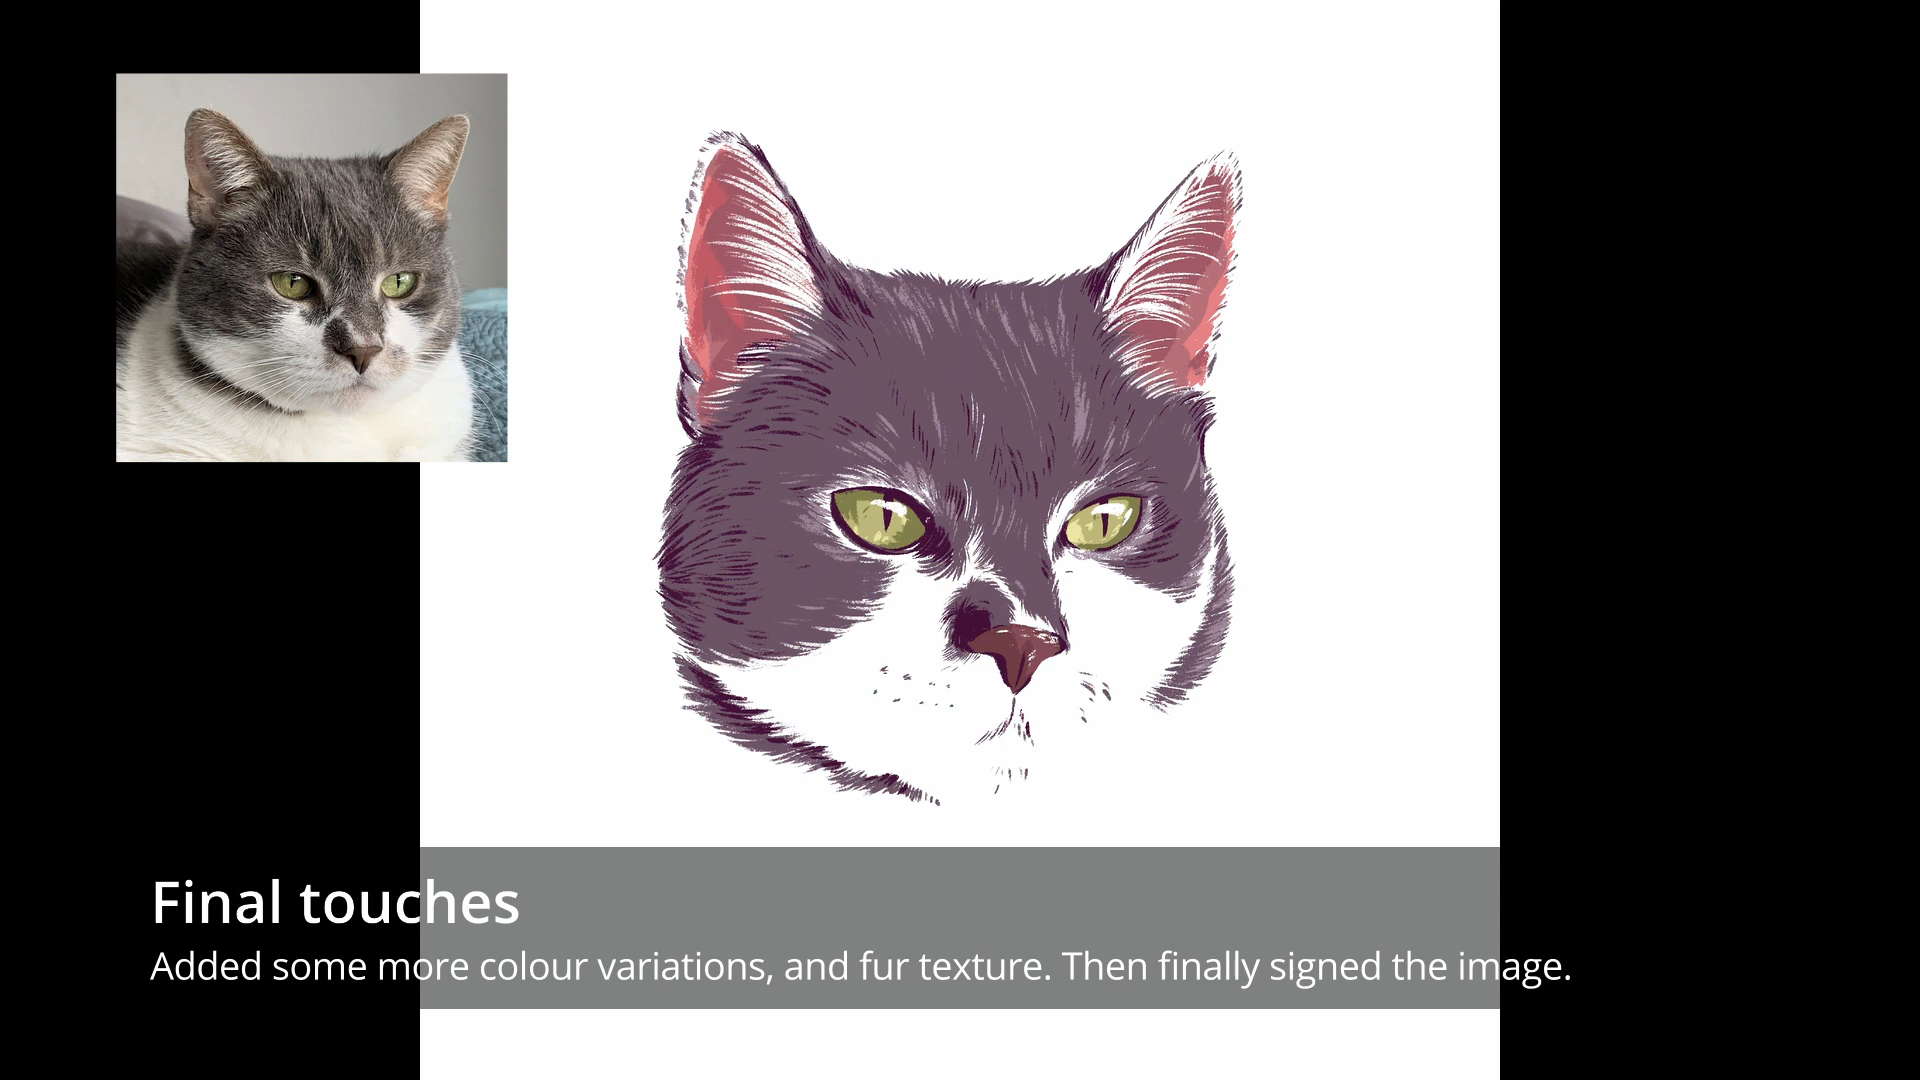 Final touches
Added some more colour variations, and fur texture. Then finally signed the image.